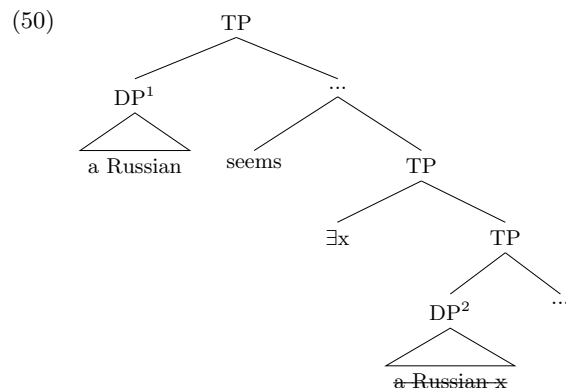 (50)
TP
DP¹
...
a Russian
seems
TP
∃x
TP
DP²
...
a Russian x